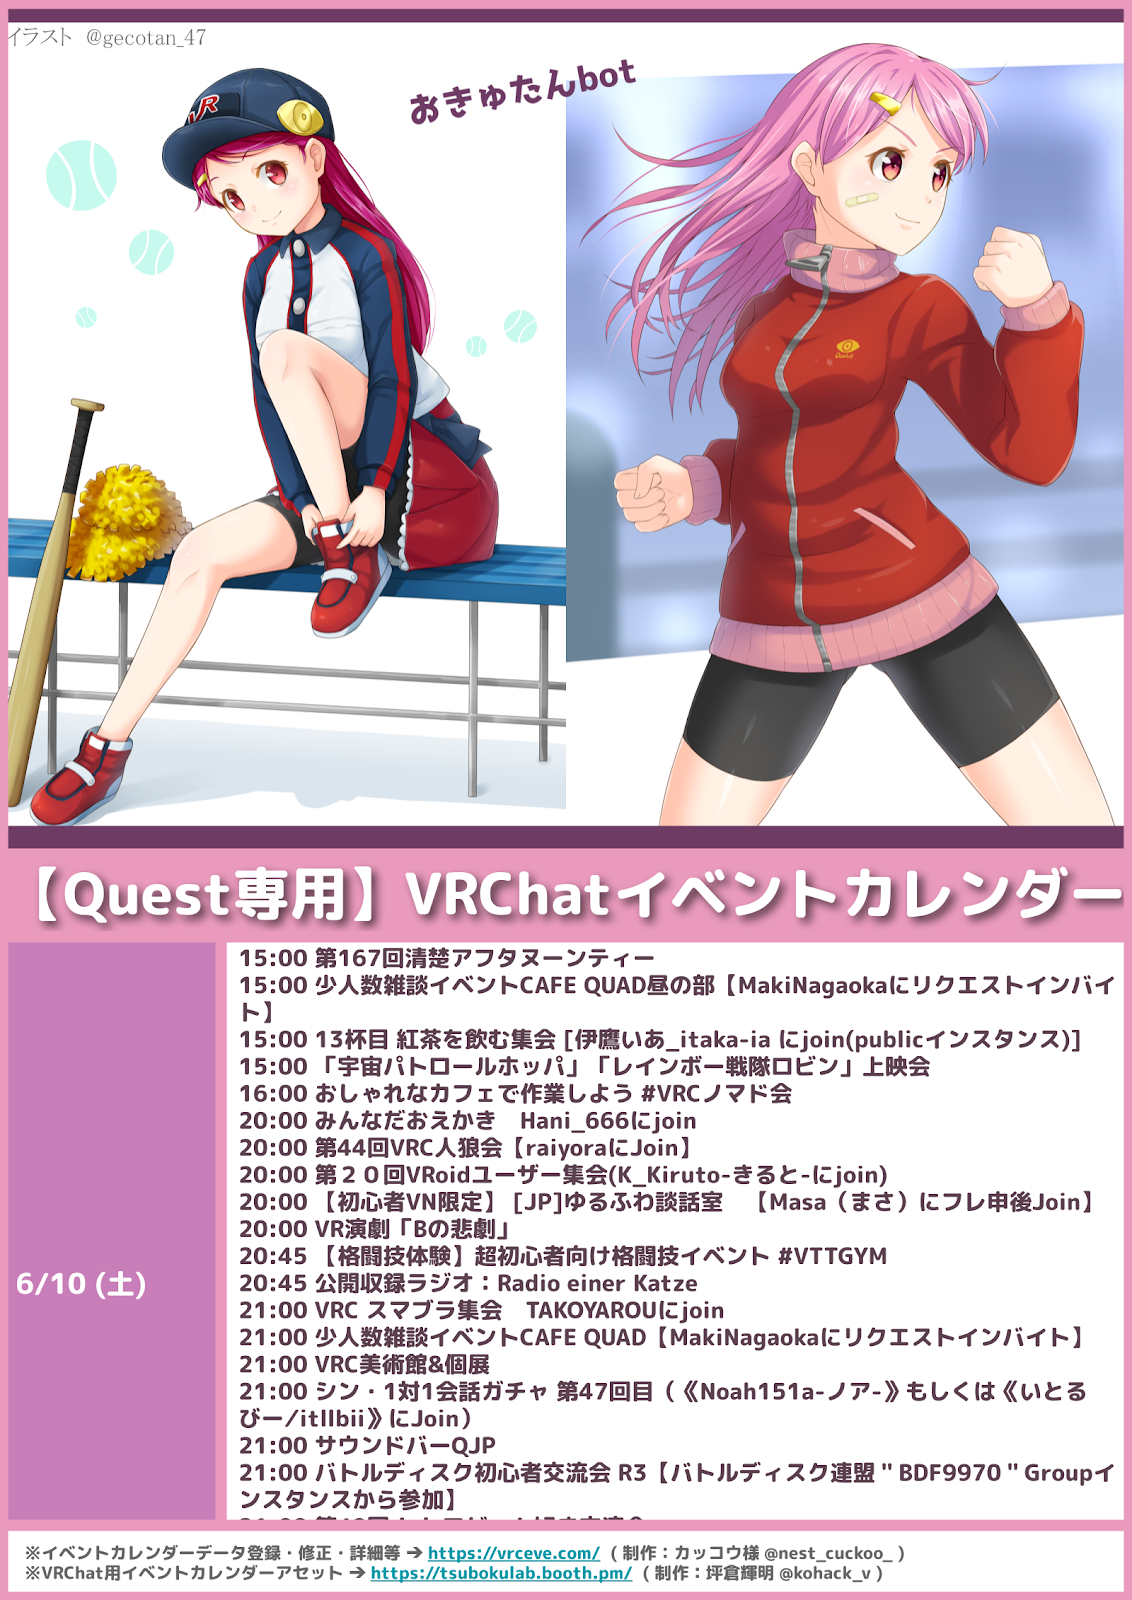 イラスト @gecotan_47
おきゅたんbot
VR
Quest
【Quest専用】VRChatイベントカレンダー
6/10 (土)
15:00 第167回清楚アフタヌーンティー
15:00 少人数雑談イベントCAFE QUAD昼の部【MakiNagaokaにリクエストインバイ
ト】
15:00 13杯目 紅茶を飲む集会 [伊鷹いあ_itaka-ia にjoin(publicインスタンス)]
15:00 「宇宙パトロールホッパ」「レインボー戦隊ロビン」上映会
16:00 おしゃれなカフェで作業しよう #VRCノマド会
20:00 みんなだおえかき　Hani_666にjoin
20:00 第44回VRC人狼会【raiyoraにJoin】
20:00 第２０回VRoidユーザー集会(K_Kiruto-きると-にjoin)
20:00 【初心者VN限定】 [JP]ゆるふわ談話室　【Masa（まさ）にフレ申後Join】
20:00 VR演劇「Bの悲劇」
20:45 【格闘技体験】超初心者向け格闘技イベント #VTTGYM
20:45 公開収録ラジオ：Radio einer Katze
21:00 VRC スマブラ集会　TAKOYAROUにjoin
21:00 少人数雑談イベントCAFE QUAD【MakiNagaokaにリクエストインバイト】
21:00 VRC美術館&個展
21:00 シン・1対1会話ガチャ 第47回目（《Noah151a-ノア-》もしくは《いとる
びー/itIlbii》にJoin）
21:00 サウンドバーQJP
21:00 バトルディスク初心者交流会 R3【バトルディスク連盟＂BDF9970＂Groupイ
ンスタンスから参加】
※イベントカレンダーデータ登録・修正・詳細等 ➔ https://vrceve.com/ ( 制作：カッコウ様 @nest_cuckoo_ )
※VRChat用イベントカレンダーアセット ➔ https://tsubokulab.booth.pm/ ( 制作：坪倉輝明 @kohack_v )